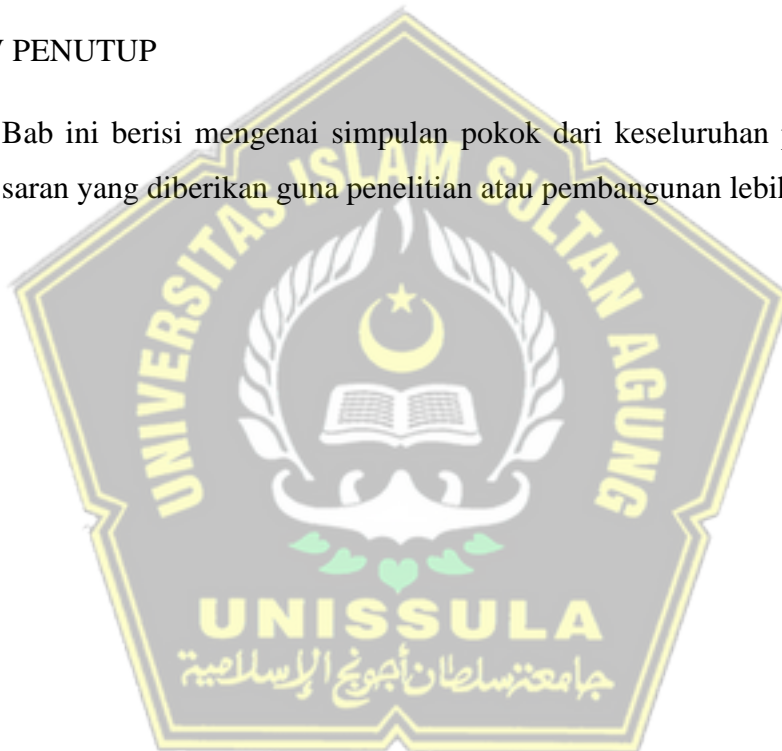 PENUTUP
Bab ini berisi mengenai simpulan pokok dari keseluruhan
saran yang diberikan guna penelitian atau pembangunan lebih
UNIVERSITAS ISLAM SULTAN AGUNG
UNISSULA
جامعة سلطان أجونج الإسلامية